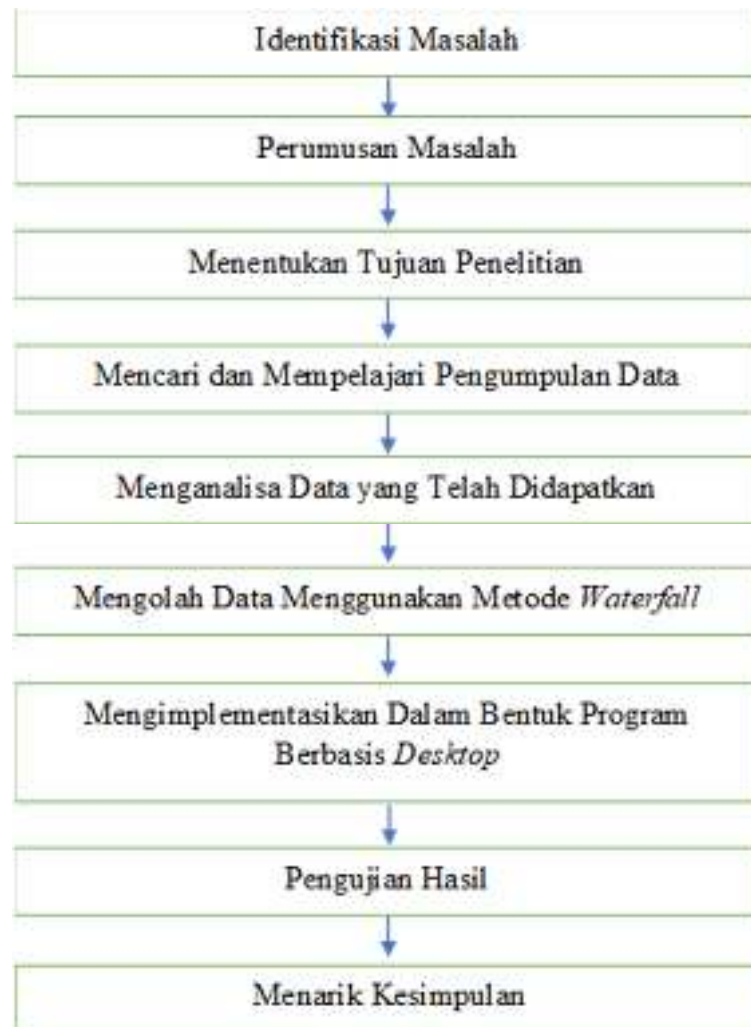 Identifikasi Masalah
Perumusan Masalah
Menentukan Tujuan Penelitian
Mencari dan Mempelajari Pengumpulan Data
Menganalisa Data yang Telah Didapatkan
Mengolah Data Menggunakan Metode Waterfall
Mengimplementasikan Dalam Bentuk Program
Berbasis Desktop
Pengujian Hasil
Menarik Kesimpulan